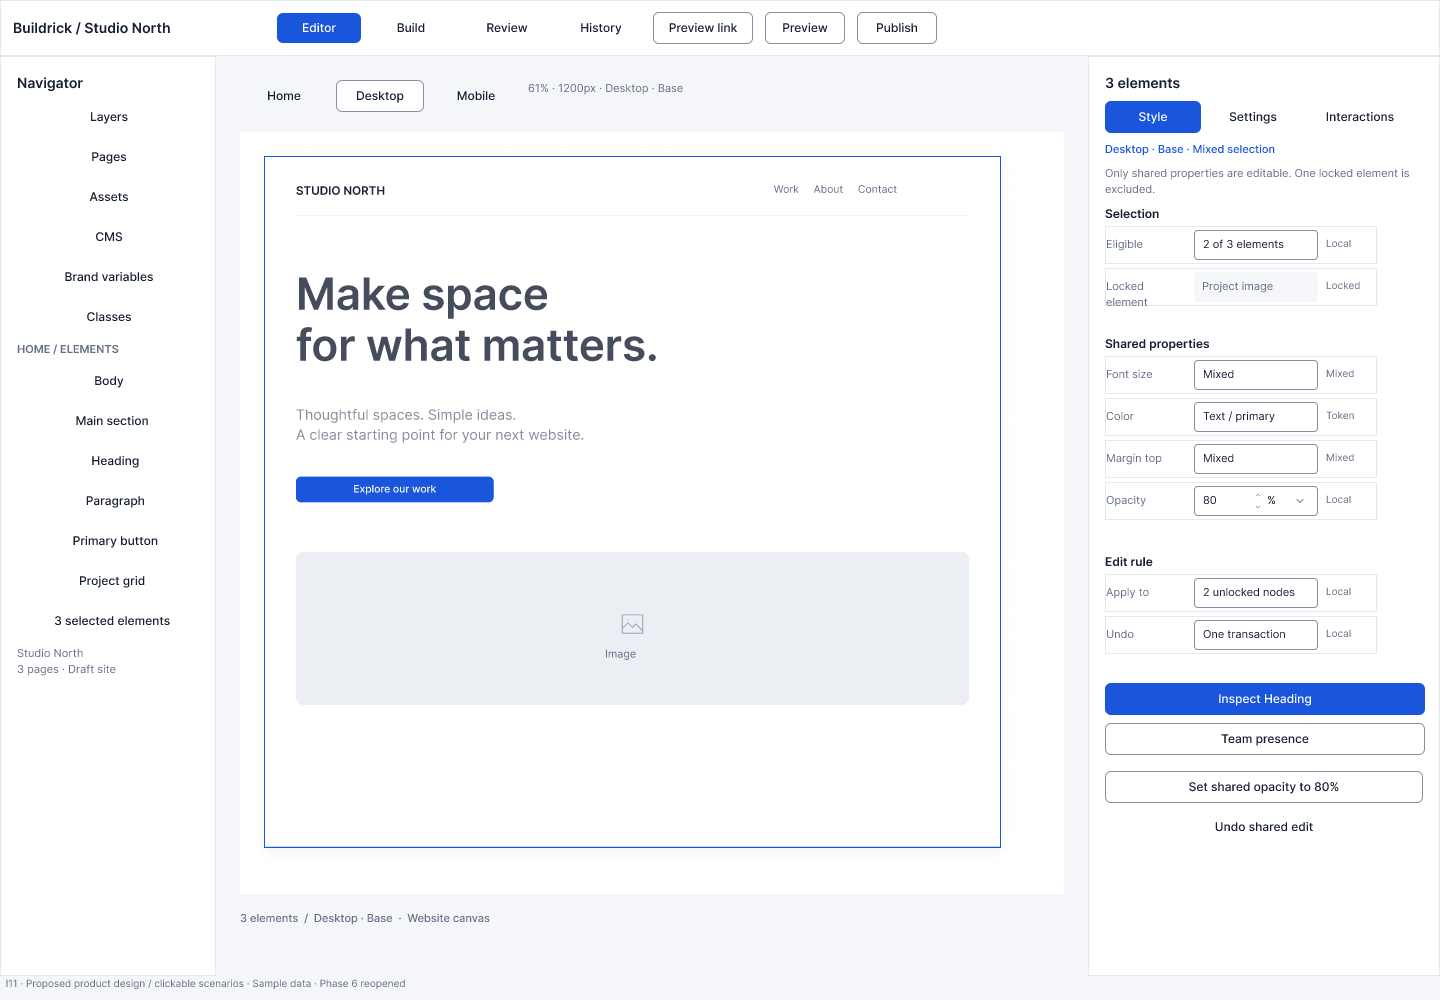 Buildrick / Studio North
Editor
Build
Review
History
Preview link
Preview
Publish
Navigator
Layers
Pages
Assets
CMS
Brand variables
Classes
HOME / ELEMENTS
Body
Main section
Heading
Paragraph
Primary button
Project grid
3 selected elements
Studio North
3 pages · Draft site
Home
Desktop
Mobile
61% · 1200px · Desktop · Base
STUDIO NORTH
Work
About
Contact
Make space
for what matters.
Thoughtful spaces. Simple ideas.
A clear starting point for your next website.
Explore our work
Image
3 elements / Desktop · Base · Website canvas
3 elements
Style
Settings
Interactions
Desktop · Base · Mixed selection
Only shared properties are editable. One locked element is
excluded.
Selection
Eligible
2 of 3 elements
Local
Locked
element
Project image
Locked
Shared properties
Font size
Mixed
Mixed
Color
Text / primary
Token
Margin top
Mixed
Mixed
Opacity
80
%
Local
Edit rule
Apply to
2 unlocked nodes
Local
Undo
One transaction
Local
Inspect Heading
Team presence
Set shared opacity to 80%
Undo shared edit
I11 · Proposed product design / clickable scenarios · Sample data · Phase 6 reopened